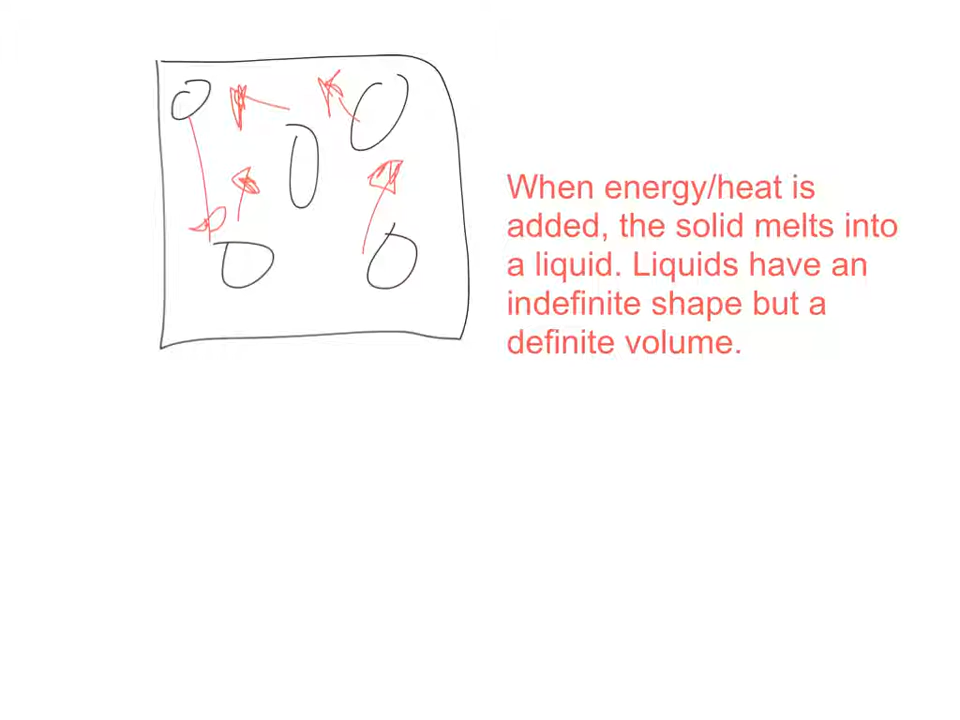 When energy/heat is
added, the solid melts into
a liquid. Liquids have an
indefinite shape but a
definite volume.